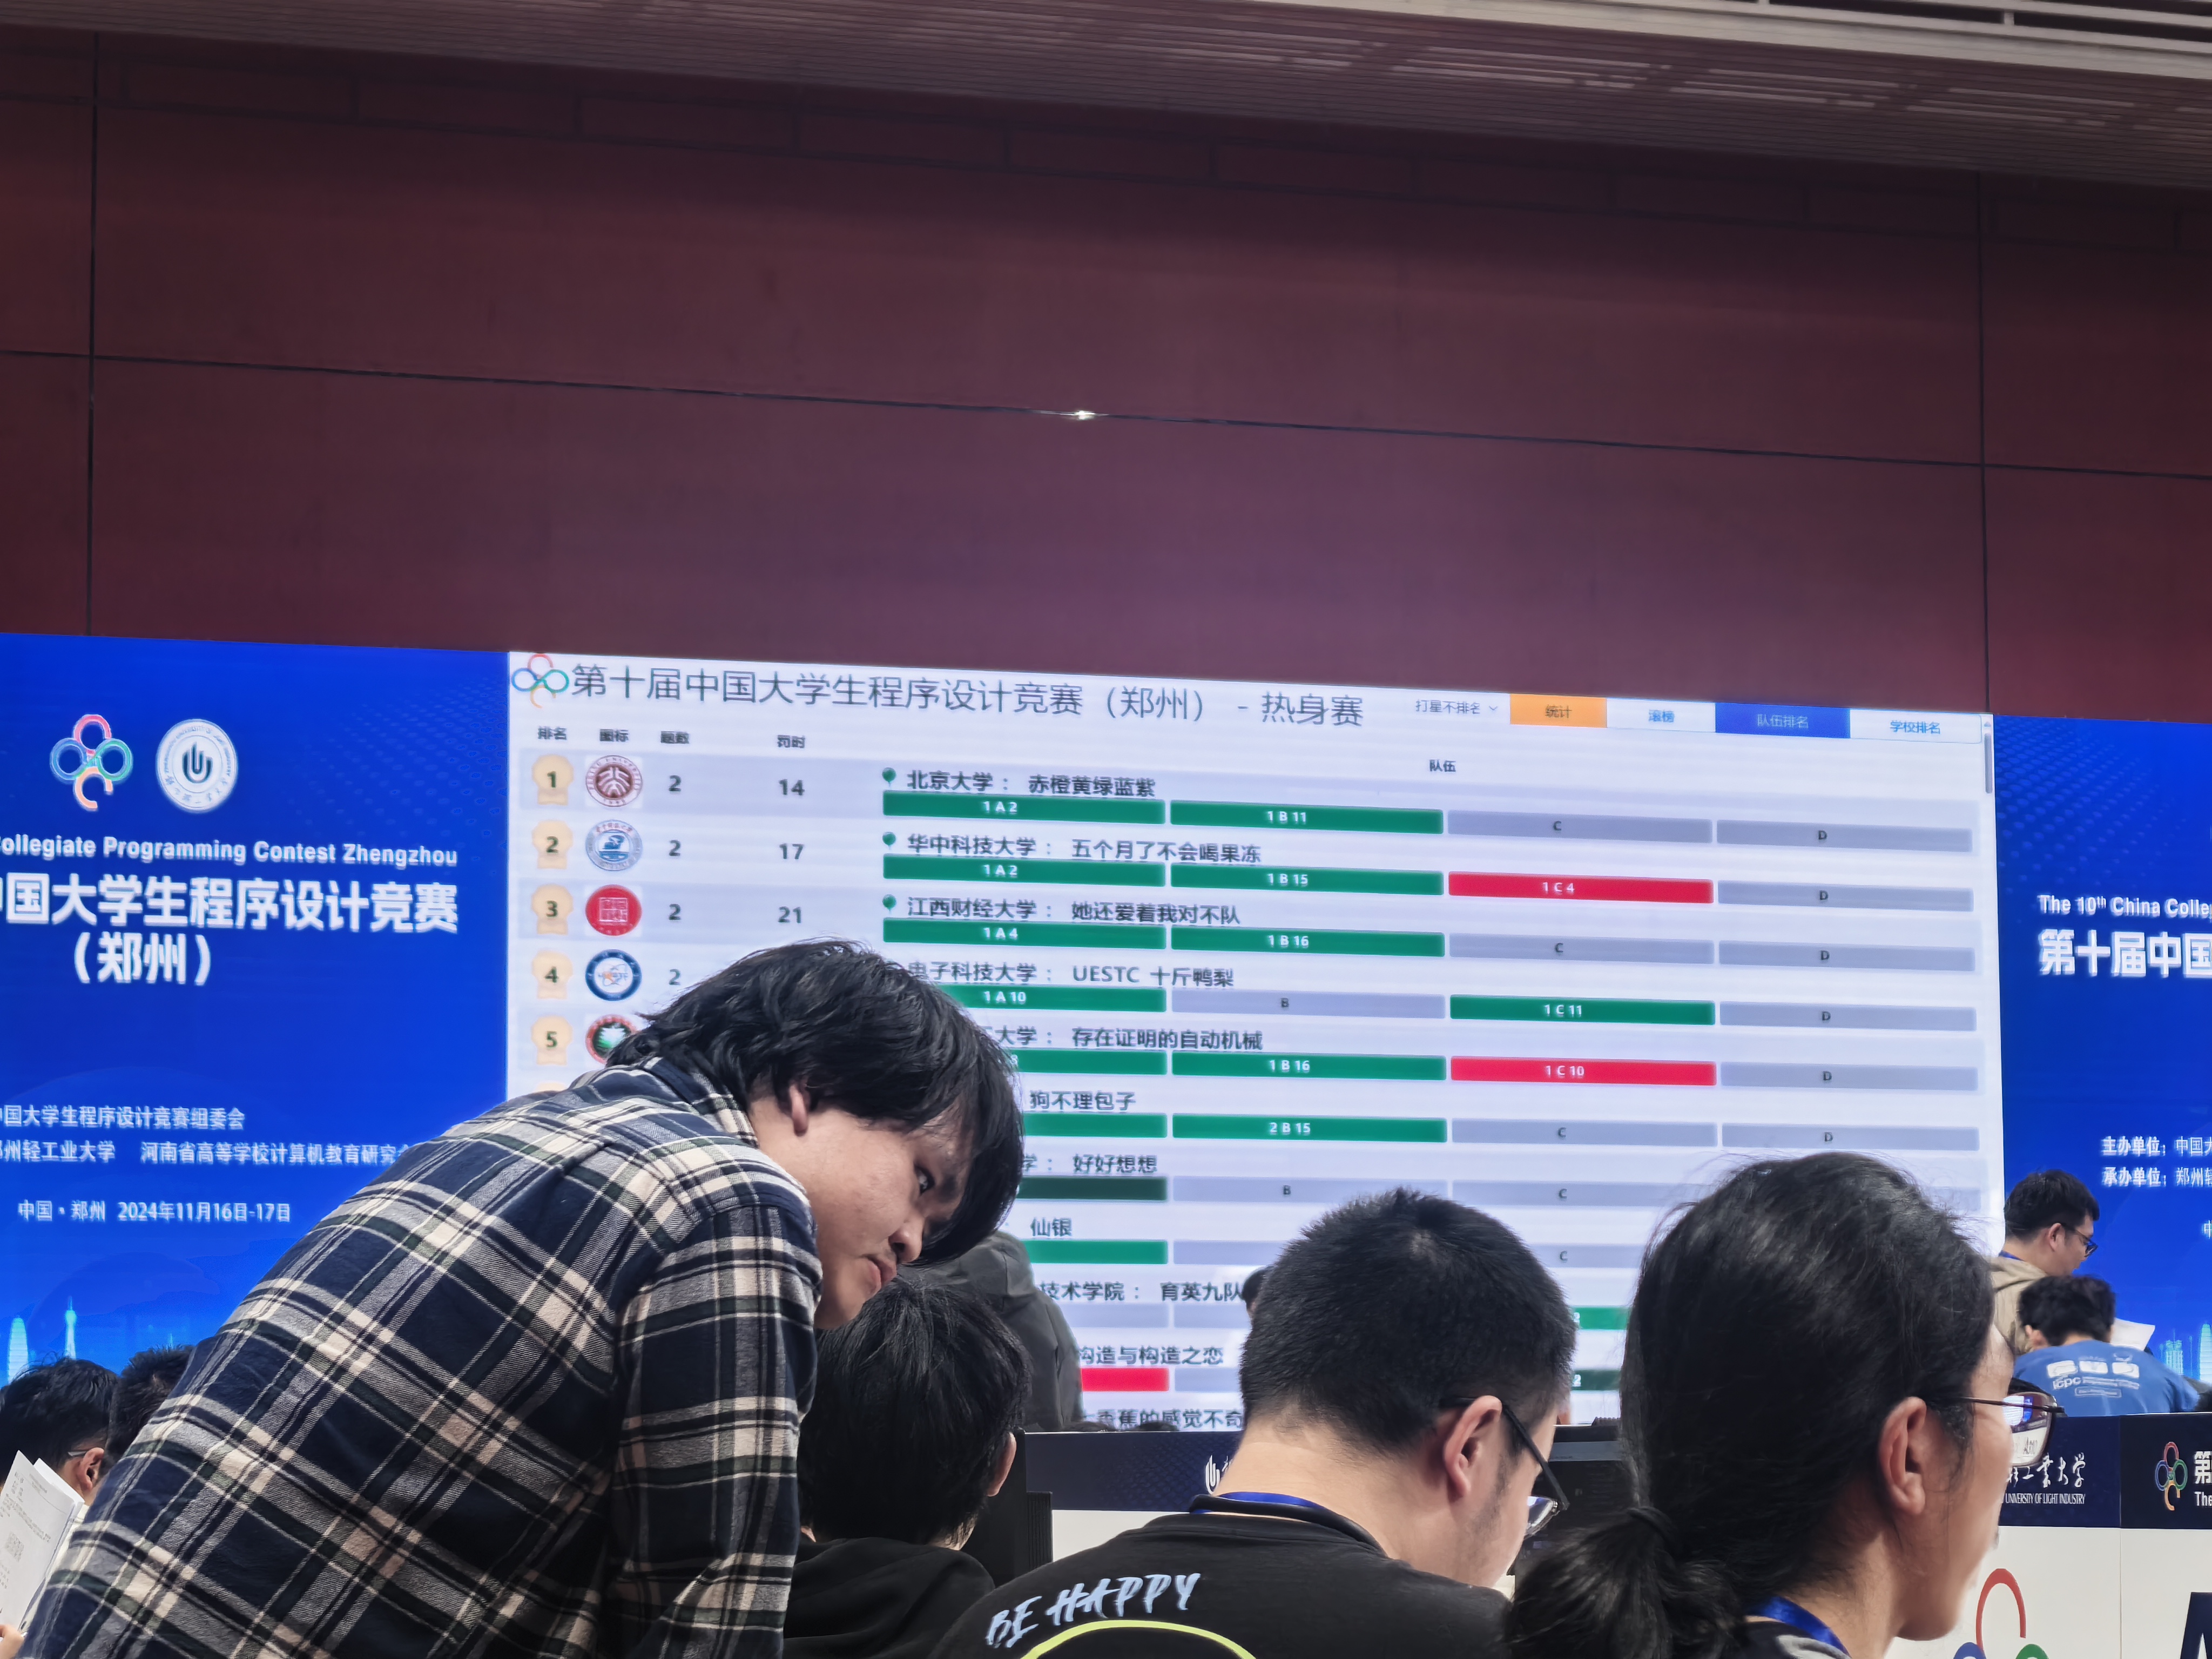 第十届中国大学生程序设计竞赛（郑州） - 热身赛
打星不排名
统计
滚榜
队伍排名
学校排名
排名 图标 题数 罚时 队伍
1 2 14 北京大学： 赤橙黄绿蓝紫
1 A 2 1 B 11 C D
2 2 17 华中科技大学： 五个月了不会喝果冻
1 A 2 1 B 15 1 C 4 D
3 2 21 江西财经大学： 她还爱着我对不队
1 A 4 1 B 16 C D
4 2 电子科技大学： UESTC 十斤鸭梨
1 A 10 B 1 C 11 D
5 大学： 存在证明的自动机械
1 B 16 1 C 10 D
狗不理包子
2 B 15 C D
学： 好好想想
B C
仙银
C
技术学院： 育英九队
构造与构造之恋
香蕉的感觉不奇
ollegiate Programming Contest Zhengzhou
中国大学生程序设计竞赛
（郑州）
中国大学生程序设计竞赛组委会
郑州轻工业大学 河南省高等学校计算机教育研究会
中国·郑州 2024年11月16日-17日
The 10th China Colle
第十届中国
主办单位：中国大
承办单位：郑州轻
icpc
BE HAPPY
轻工业大学
UNIVERSITY OF LIGHT INDUSTRY
第
The